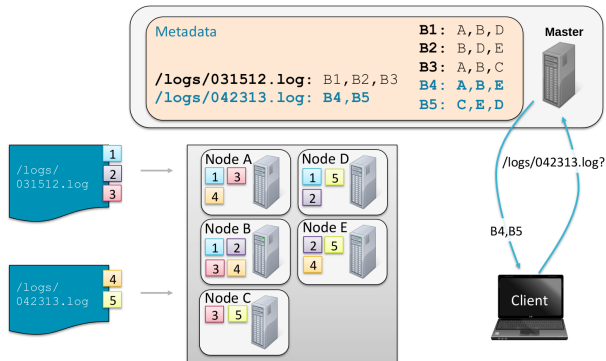 Metadata
B1: A,B,D
B2: B,D,E
/logs/031512.log: B1,B2,B3
B3: A,B,C
/logs/042313.log: B4,B5
B4: A,B,E
B5: C,E,D
Master
/logs/
031512.log
1
2
3
/logs/
042313.log
4
5
Node A
1 3
4
Node D
1 5
2
Node B
1 2
3 4
Node E
2 5
4
Node C
3 5
/logs/042313.log?
B4,B5
Client